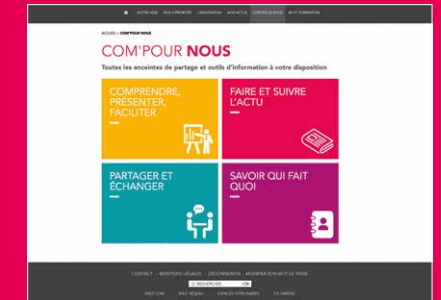 ACCUEIL > COM'POUR NOUS
COM'POUR NOUS
Toutes les enceintes de partage et outils d'information à votre disposition
COMPRENDRE,
PRÉSENTER,
FACILITER
FAIRE ET SUIVRE
L'ACTU
PARTAGER ET
ÉCHANGER
SAVOIR QUI FAIT
QUOI
CONTACT - MENTIONS LÉGALES - DÉCONNEXION - MODIFIER SON MOT DE PASSE
RECHERCHER OK